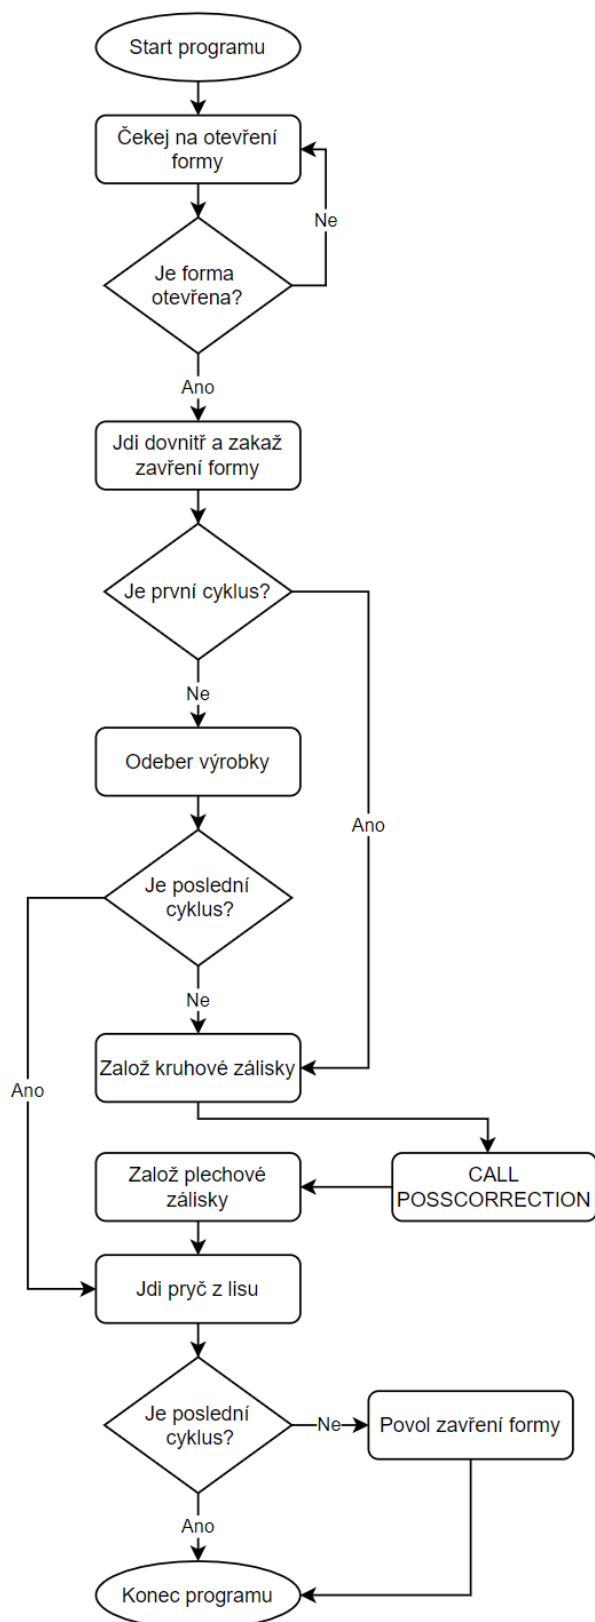 Start programu
Čekej na otevření
formy
Ne
Je forma
otevřena?
Ano
Jdi dovnitř a zakaž
zavření formy
Je první cyklus?
Ne
Odeber výrobky
Ano
Je poslední
cyklus?
Ne
Založ kruhové zálisky
Ano
Založ plechové
zálisky
CALL
POSSCORRECTION
Jdi pryč z lisu
Je poslední
cyklus?
Ne
Povol zavření formy
Ano
Konec programu